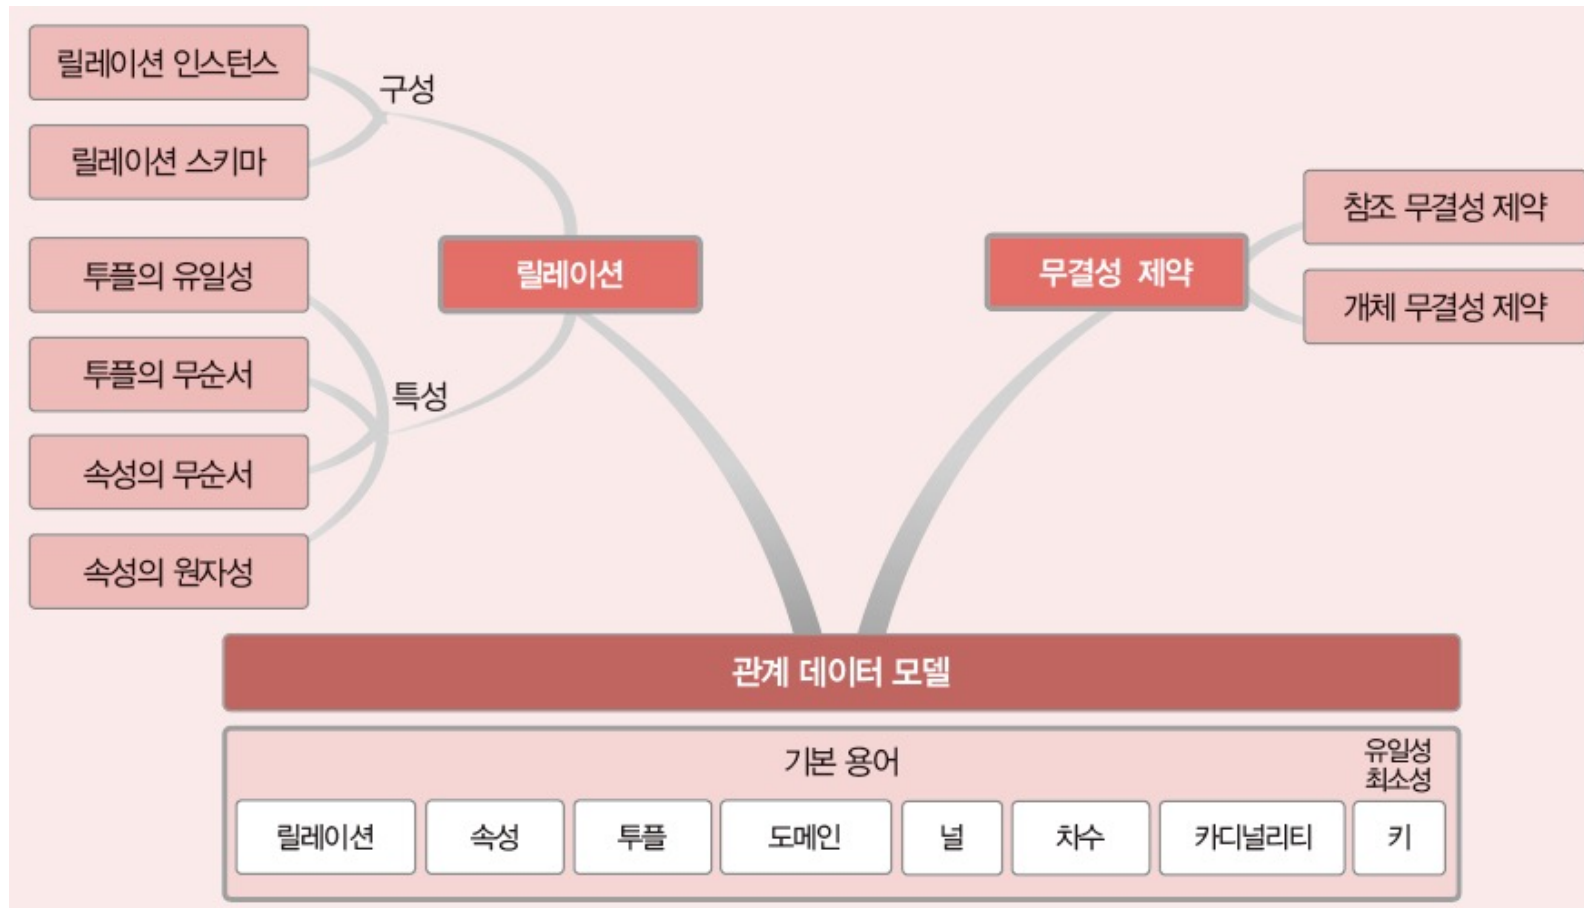 릴레이션 인스턴스
릴레이션 스키마
구성
투플의 유일성
투플의 무순서
속성의 무순서
속성의 원자성
특성
릴레이션
무결성 제약
참조 무결성 제약
개체 무결성 제약
관계 데이터 모델
기본 용어
유일성
최소성
릴레이션
속성
투플
도메인
널
차수
카디널리티
키